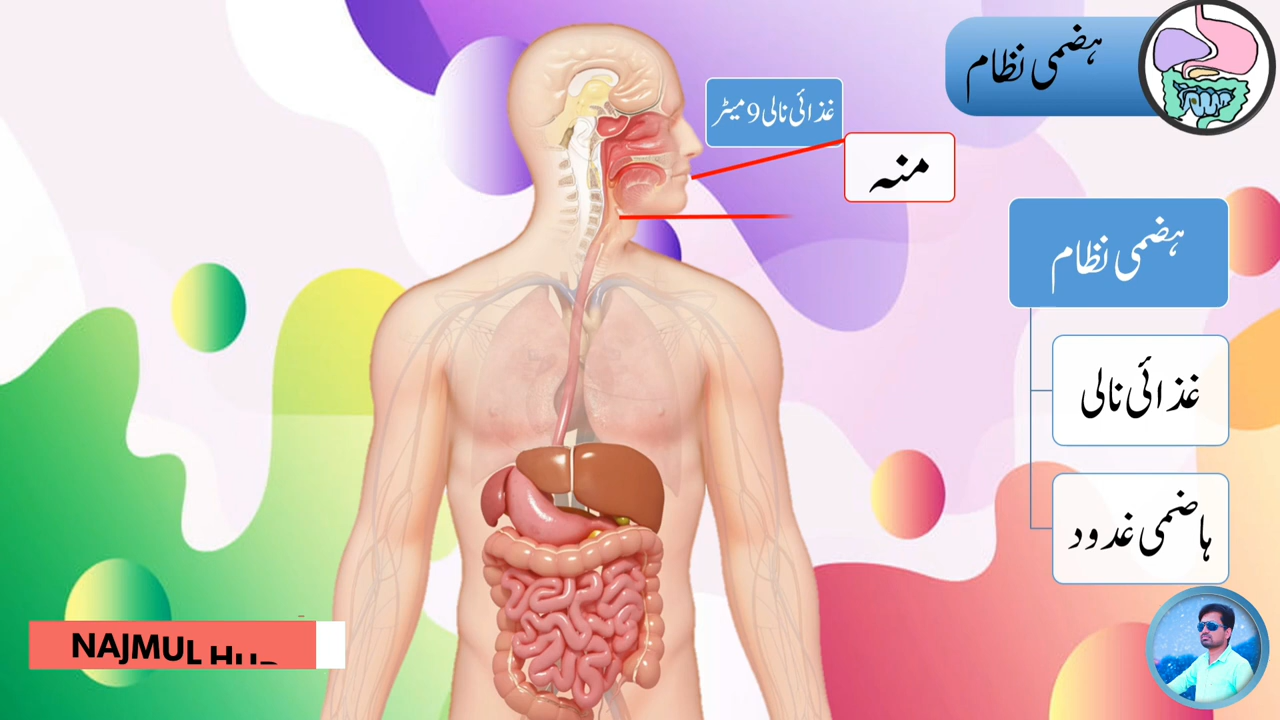 ہضمی نظام
غذائی نالی 9 میٹر
منہ
ہضمی نظام
غذائی نالی
ہاضمی غدود
NAJMUL